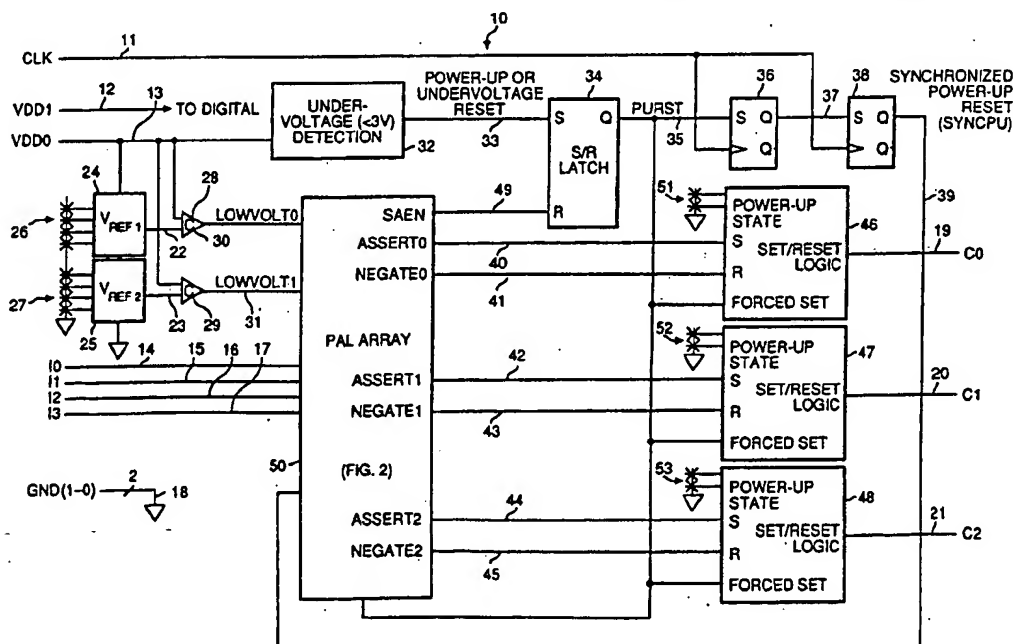 10
CLK
11
VDD1
12
13
TO DIGITAL
VDD0
UNDER-
VOLTAGE (<3V)
DETECTION
32
POWER-UP OR
UNDERVOLTAGE
RESET
33
34
S Q
S/R
LATCH
R
PURST
35
36
S
Q
37
38
S
Q
SYNCHRONIZED
POWER-UP
RESET
(SYNCPU)
39
24
VREF 1
26
22
28
30
LOWVOLT0
27
VREF 2
25
23
29
LOWVOLT1
31
I0
I1
I2
I3
14
15
16
17
GND(1-0)
2
18
50
PAL ARRAY
(FIG. 2)
SAEN
49
ASSERT0
40
NEGATE0
41
ASSERT1
42
NEGATE1
43
ASSERT2
44
NEGATE2
45
51
POWER-UP
STATE
S
SET/RESET
LOGIC
R
FORCED SET
46
19
C0
52
POWER-UP
STATE
S
SET/RESET
LOGIC
R
FORCED SET
47
20
C1
53
POWER-UP
STATE
S
SET/RESET
LOGIC
R
FORCED SET
48
21
C2